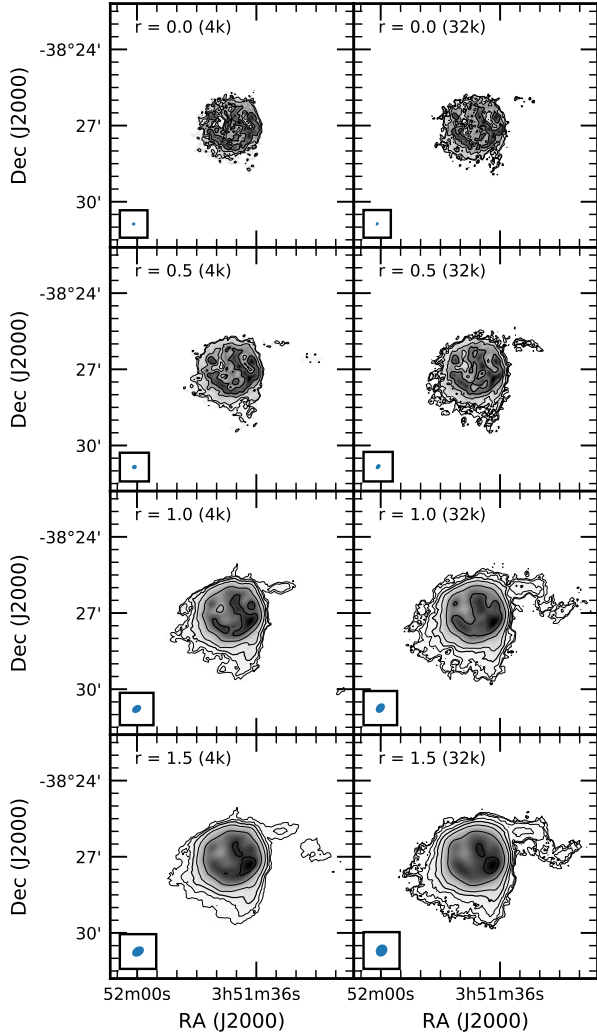 r = 0.0 (4k)
r = 0.0 (32k)
-38°24'
27'
30'
Dec (J2000)
r = 0.5 (4k)
r = 0.5 (32k)
-38°24'
27'
30'
Dec (J2000)
r = 1.0 (4k)
r = 1.0 (32k)
-38°24'
27'
30'
Dec (J2000)
r = 1.5 (4k)
r = 1.5 (32k)
-38°24'
27'
30'
Dec (J2000)
52m00s 3h51m36s 52m00s 3h51m36s
RA (J2000) RA (J2000)